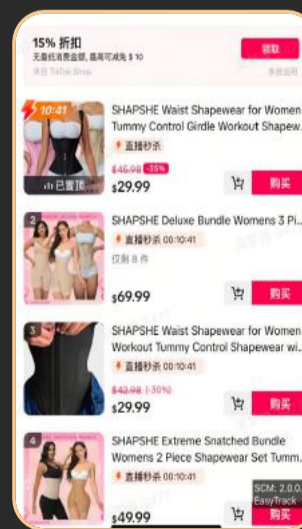 15% 折扣
无最低消费金额, 最高可减免 $ 10
来自 TikTok Shop
领取
条款适用
10:41
SHAPSHE Waist Shapewear for Women
Tummy Control Girdle Workout Shapew...
直播秒杀
$45.98 -35%
已置顶
$29.99
购买
2
SHAPSHE Deluxe Bundle Womens 3 Pi...
直播秒杀 00:10:41
仅剩 8 件
$69.99
购买
3
SHAPSHE Waist Shapewear for Women
Workout Tummy Control Shapewear wi...
直播秒杀 00:10:41
$42.98 (-30%)
$29.99
购买
4
SHAPSHE Extreme Snatched Bundle
Womens 2 Piece Shapewear Set Tumm...
直播秒杀 00:10:41
SCM: 2.0.0.
EasyTrack
$49.99
购买